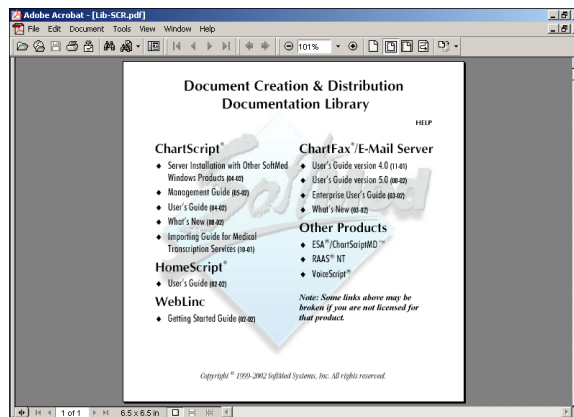 Adobe Acrobat - [Lib-SCR.pdf]
File Edit Document Tools View Window Help
101%
Document Creation & Distribution
Documentation Library
HELP
ChartScript®
◆ Server Installation with Other SoftMed
Windows Products (04-02)
◆ Management Guide (05-02)
◆ User's Guide (04-02)
◆ What's New (08-02)
◆ Importing Guide for Medical
Transcription Services (10-01)
HomeScript®
◆ User's Guide (02-02)
WebLinc
◆ Getting Started Guide (02-02)
ChartFax®/E-Mail Server
◆ User's Guide version 4.0 (11-01)
◆ User's Guide version 5.0 (08-02)
◆ Enterprise User's Guide (03-02)
◆ What's New (03-02)
Other Products
◆ ESA®/ChartScriptMD™
◆ RAAS® NT
◆ VoiceScript®
Note: Some links above may be
broken if you are not licensed for
that product.
SoftMed
Copyright © 1999-2002 SoftMed Systems, Inc. All rights reserved.
1 of 1 6.5 x 6.5 in